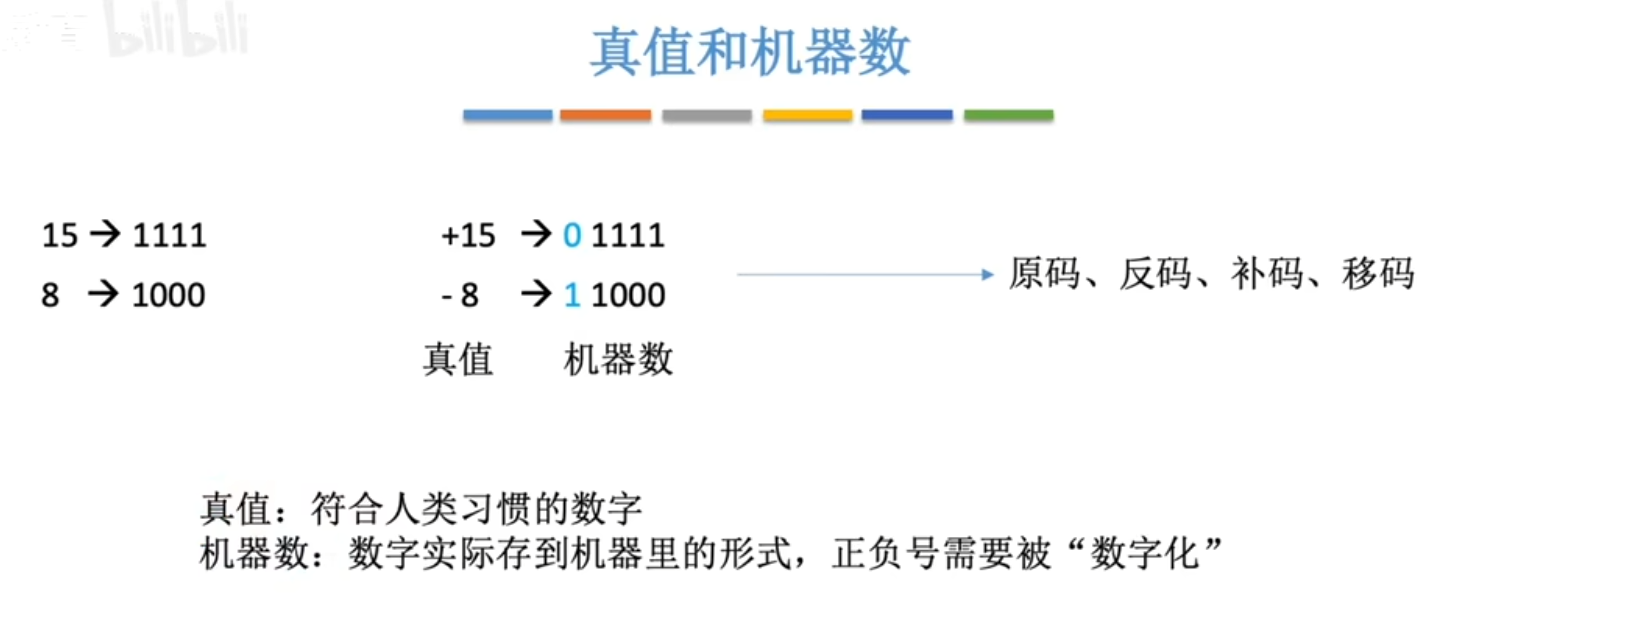 bilibili
真值和机器数
15 → 1111
8 → 1000
+15 → 0 1111
- 8 → 1 1000
真值 机器数
原码、反码、补码、移码
真值：符合人类习惯的数字
机器数：数字实际存到机器里的形式，正负号需要被“数字化”